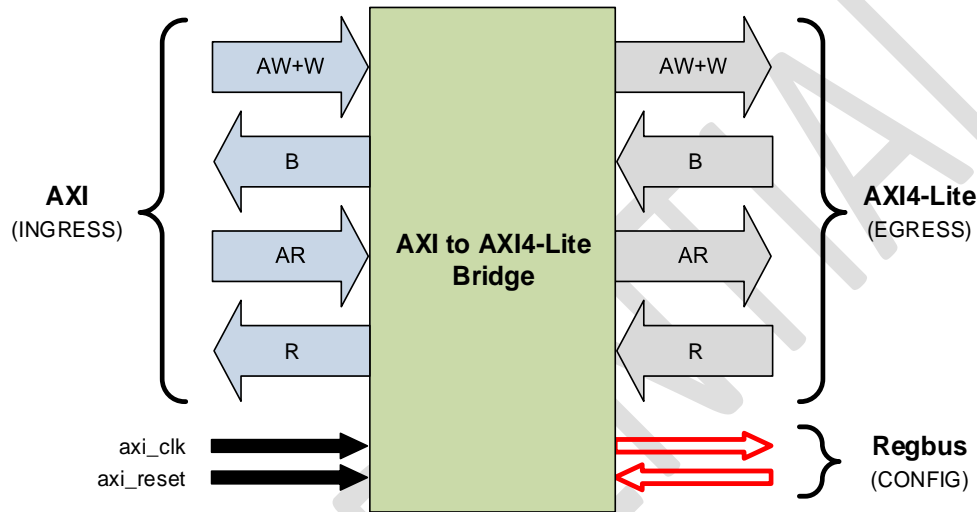 AW+W
B
AR
R
AXI
(INGRESS)
axi_clk
axi_reset
AXI to AXI4-Lite
Bridge
AW+W
B
AR
R
AXI4-Lite
(EGRESS)
Regbus
(CONFIG)